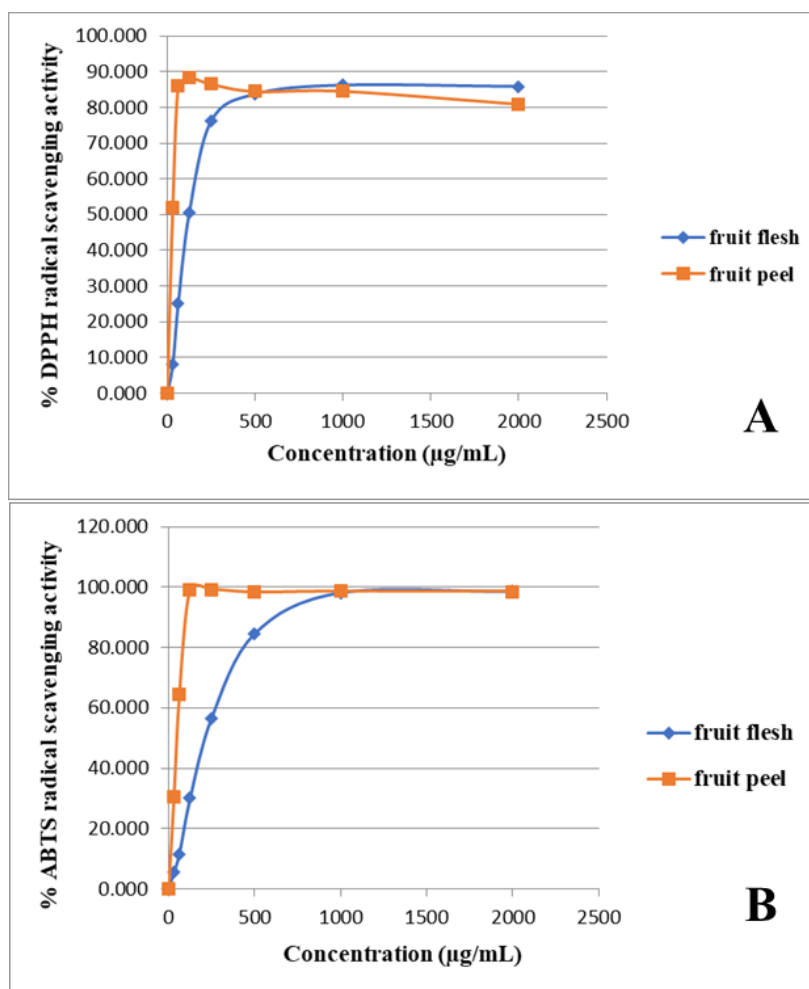 100.000
90.000
80.000
70.000
60.000
50.000
40.000
30.000
20.000
10.000
0.000
% DPPH radical scavenging activity
0 500 1000 1500 2000 2500
Concentration (µg/mL)
fruit flesh
fruit peel
A
120.000
100.000
80.000
60.000
40.000
20.000
0.000
% ABTS radical scavenging activity
0 500 1000 1500 2000 2500
Concentration (µg/mL)
fruit flesh
fruit peel
B